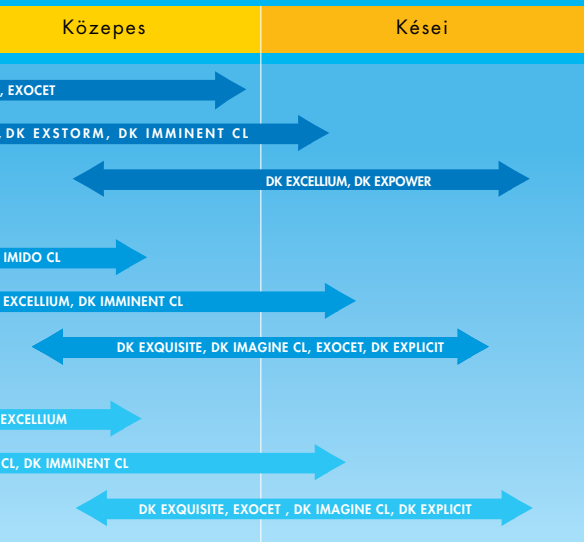 Közepes Kései
, EXOCET
DK EXSTORM, DK IMMINENT CL
DK EXCELLIUM, DK EXPOWER
IMIDO CL
EXCELLIUM, DK IMMINENT CL
DK EXQUISITE, DK IMAGINE CL, EXOCET, DK EXPLICIT
EXCELLIUM
CL, DK IMMINENT CL
DK EXQUISITE, EXOCET , DK IMAGINE CL, DK EXPLICIT